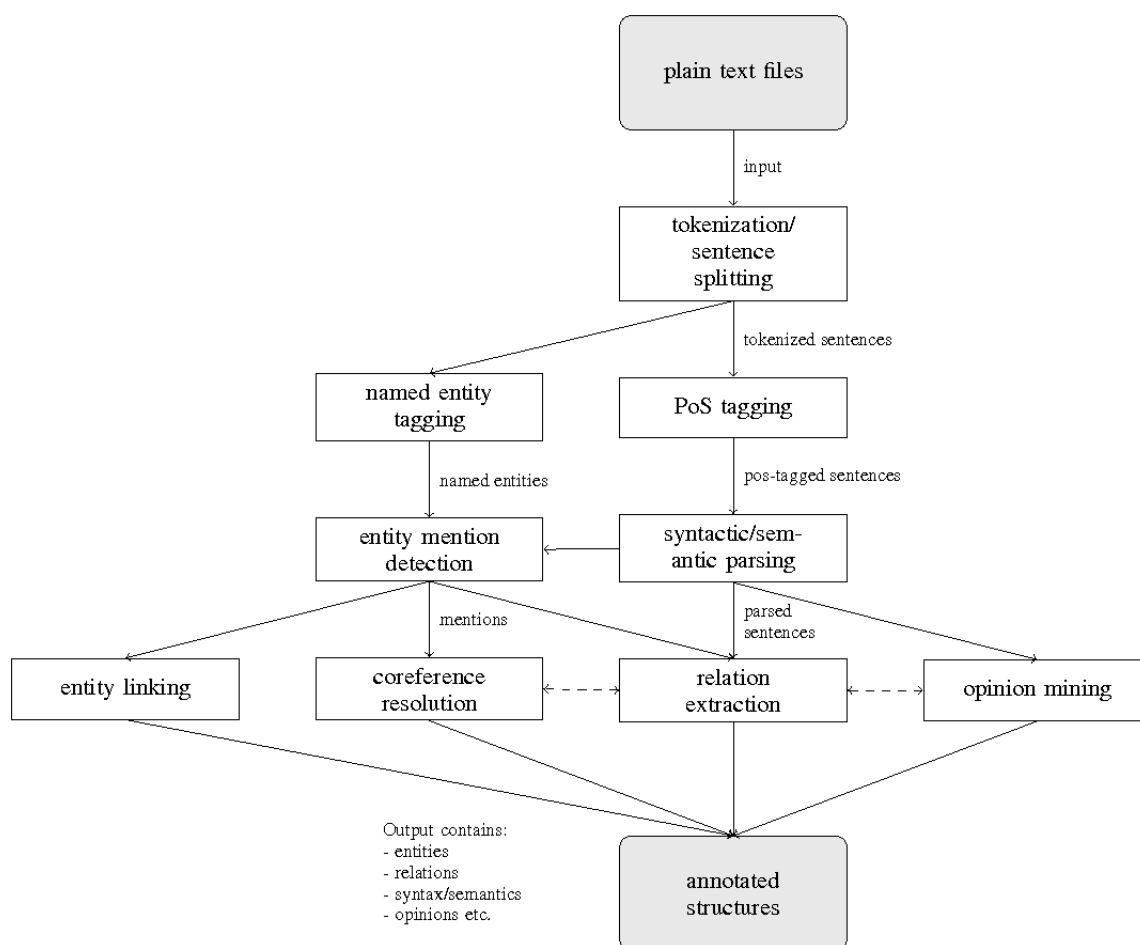 plain text files
input
tokenization/
sentence
splitting
tokenized sentences
named entity
tagging
PoS tagging
named entities
pos-tagged sentences
entity mention
detection
syntactic/sem-
antic parsing
mentions
parsed
sentences
entity linking
coreference
resolution
relation
extraction
opinion mining
Output contains:
- entities
- relations
- syntax/semantics
- opinions etc.
annotated
structures